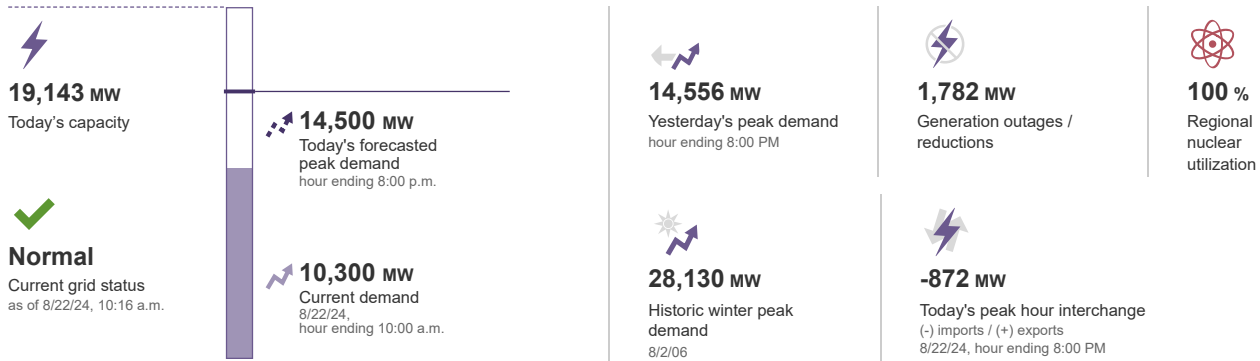 19,143 MW
Today's capacity
Normal
Current grid status
as of 8/22/24, 10:16 a.m.
14,500 MW
Today's forecasted
peak demand
hour ending 8:00 p.m.
10,300 MW
Current demand
8/22/24,
hour ending 10:00 a.m.
14,556 MW
Yesterday's peak demand
hour ending 8:00 PM
1,782 MW
Generation outages /
reductions
100 %
Regional
nuclear
utilization
28,130 MW
Historic winter peak
demand
8/2/06
-872 MW
Today's peak hour interchange
(-) imports / (+) exports
8/22/24, hour ending 8:00 PM